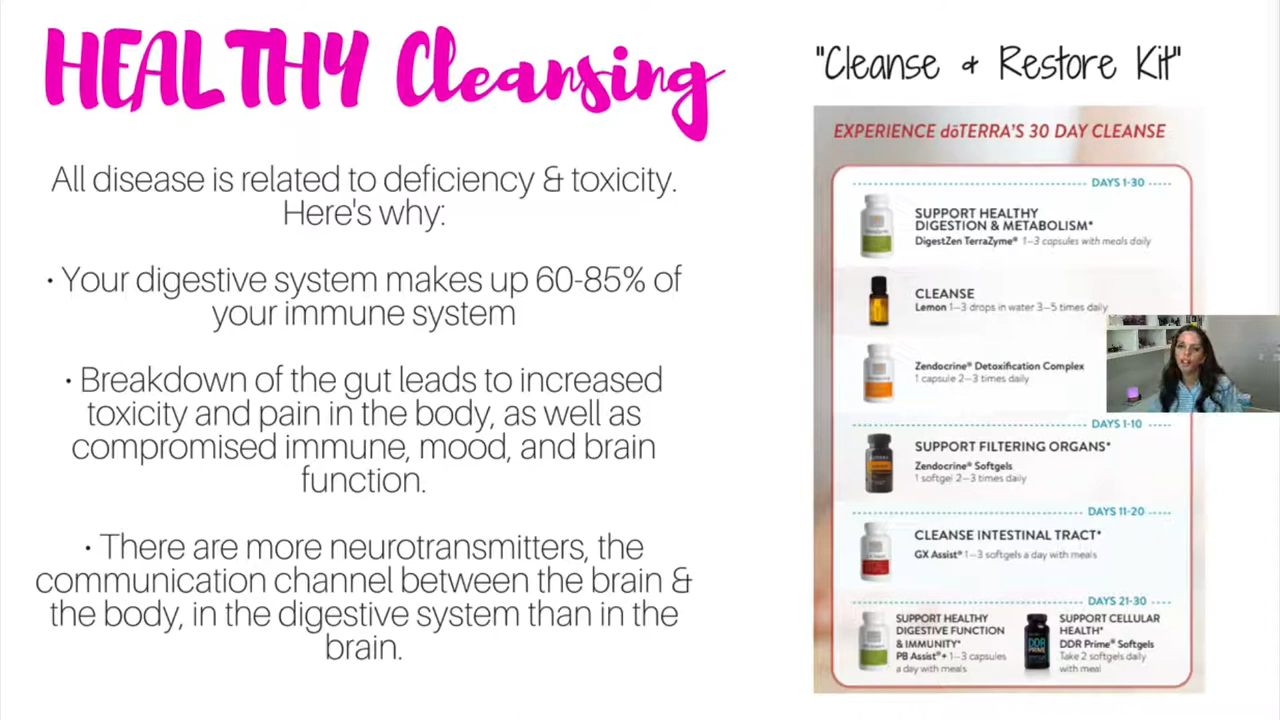 HEALTHY Cleansing
All disease is related to deficiency & toxicity.
Here's why:
• Your digestive system makes up 60-85% of
your immune system
• Breakdown of the gut leads to increased
toxicity and pain in the body, as well as
compromised immune, mood, and brain
function.
• There are more neurotransmitters, the
communication channel between the brain &
the body, in the digestive system than in the
brain.
"Cleanse & Restore Kit"
EXPERIENCE dōTERRA'S 30 DAY CLEANSE
DAYS 1-30
SUPPORT HEALTHY
DIGESTION & METABOLISM*
DigestZen TerraZyme® 1–3 capsules with meals daily
CLEANSE
Lemon 1–3 drops in water 3–5 times daily
Zendocrine® Detoxification Complex
1 capsule 2–3 times daily
DAYS 1-10
SUPPORT FILTERING ORGANS*
Zendocrine® Softgels
1 softgel 2–3 times daily
DAYS 11-20
CLEANSE INTESTINAL TRACT*
GX Assist® 1–3 softgels a day with meals
DAYS 21-30
SUPPORT HEALTHY
DIGESTIVE FUNCTION
& IMMUNITY*
PB Assist®+ 1–3 capsules
a day with meals
SUPPORT CELLULAR
HEALTH*
DDR Prime® Softgels
Take 2 softgels daily
with meal
DDR
PRIME